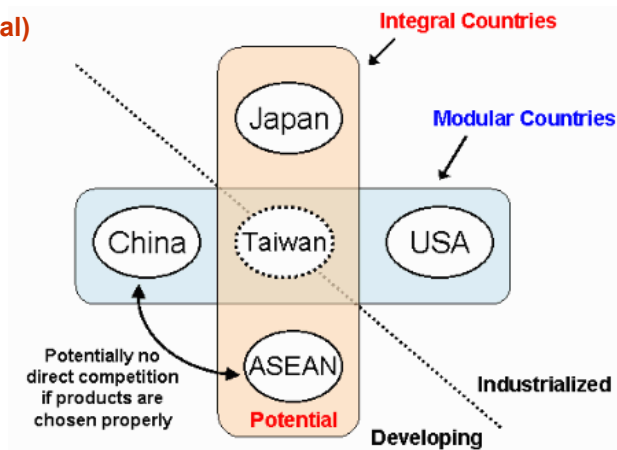 al)
Integral Countries
Japan
Modular Countries
China
Taiwan
USA
Potentially no
direct competition
if products are
chosen properly
ASEAN
Potential
Industrialized
Developing